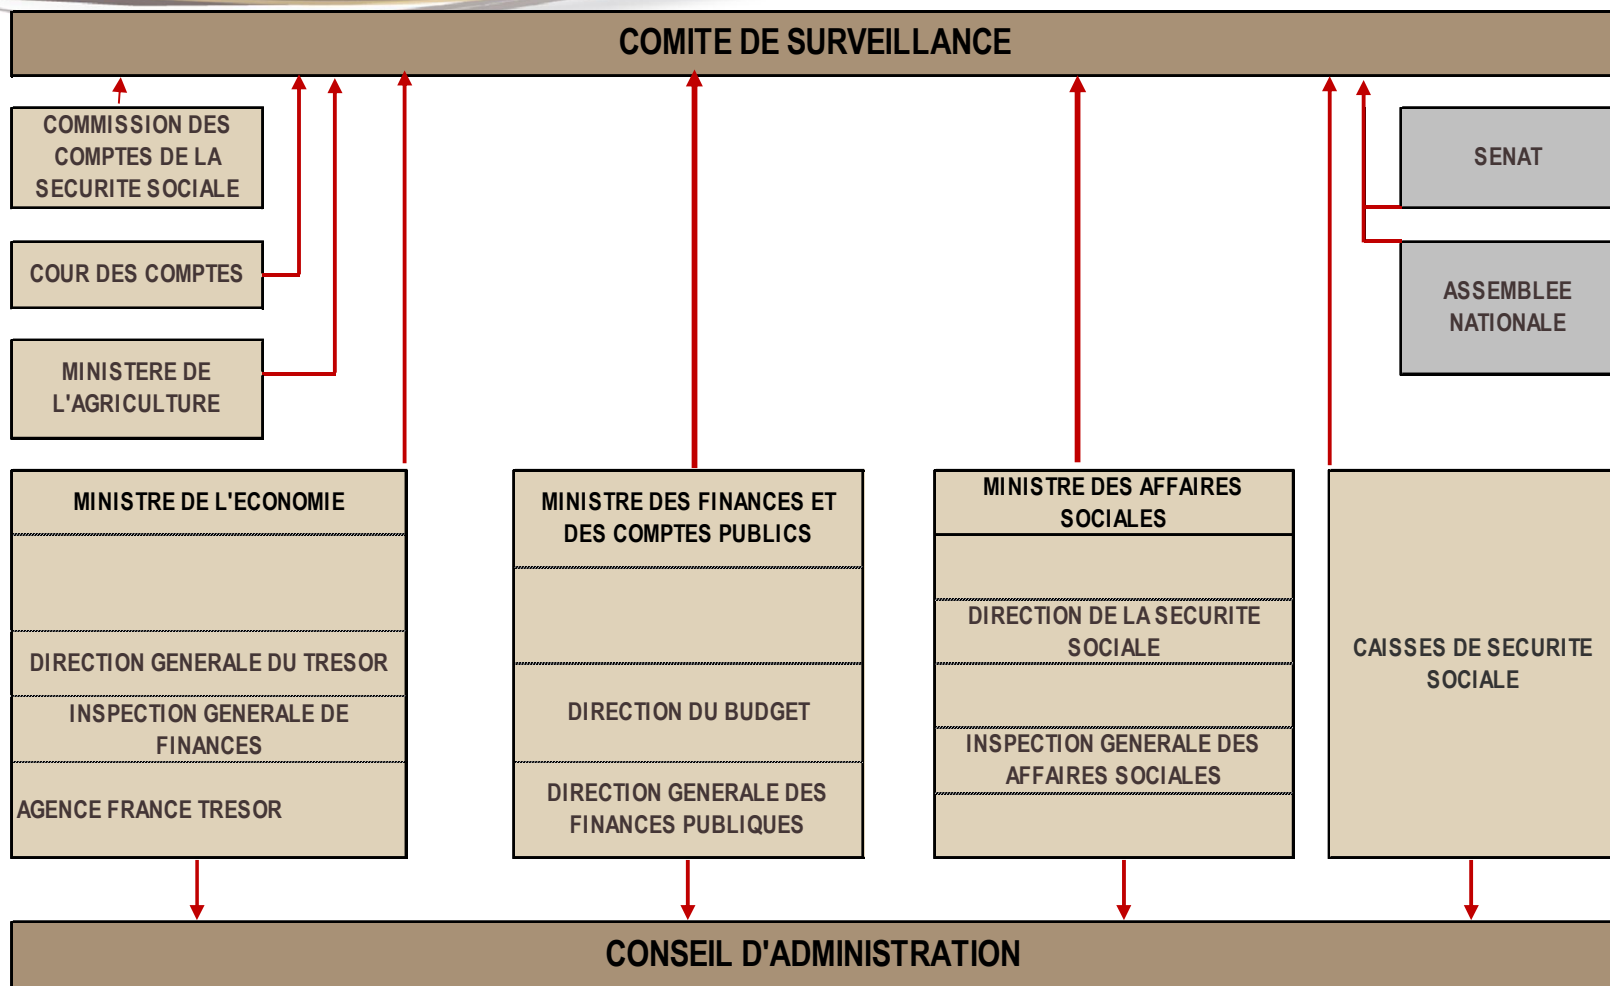 COMITE DE SURVEILLANCE
COMMISSION DES
COMPTES DE LA
SECURITE SOCIALE
SENAT
COUR DES COMPTES
ASSEMBLEE
NATIONALE
MINISTERE DE
L'AGRICULTURE
MINISTRE DE L'ECONOMIE
DIRECTION GENERALE DU TRESOR
INSPECTION GENERALE DE
FINANCES
AGENCE FRANCE TRESOR
MINISTRE DES FINANCES ET
DES COMPTES PUBLICS
DIRECTION DU BUDGET
DIRECTION GENERALE DES
FINANCES PUBLIQUES
MINISTRE DES AFFAIRES
SOCIALES
DIRECTION DE LA SECURITE
SOCIALE
INSPECTION GENERALE DES
AFFAIRES SOCIALES
CAISSES DE SECURITE
SOCIALE
CONSEIL D'ADMINISTRATION